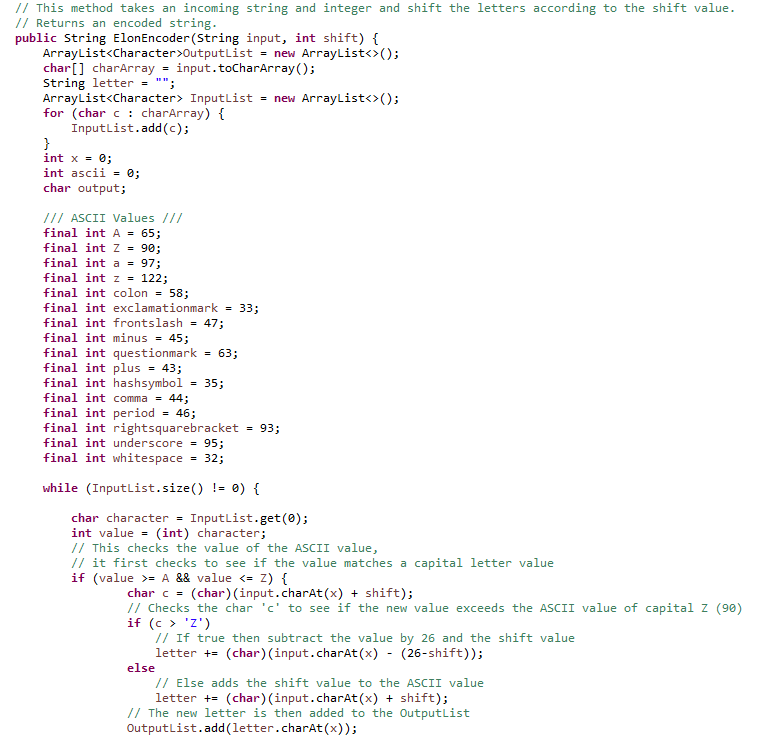 // This method takes an incoming string and integer and shift the letters according to the shift value.
// Returns an encoded string.
public String ElonEncoder(String input, int shift) {
    ArrayList<Character>OutputList = new ArrayList<>();
    char[] charArray = input.toCharArray();
    String letter = "";
    ArrayList<Character> InputList = new ArrayList<>();
    for (char c : charArray) {
        InputList.add(c);
    }
    int x = 0;
    int ascii = 0;
    char output;

    /// ASCII Values ///
    final int A = 65;
    final int Z = 90;
    final int a = 97;
    final int z = 122;
    final int colon = 58;
    final int exclamationmark = 33;
    final int frontslash = 47;
    final int minus = 45;
    final int questionmark = 63;
    final int plus = 43;
    final int hashsymbol = 35;
    final int comma = 44;
    final int period = 46;
    final int rightsquarebracket = 93;
    final int underscore = 95;
    final int whitespace = 32;

    while (InputList.size() != 0) {

        char character = InputList.get(0);
        int value = (int) character;
        // This checks the value of the ASCII value,
        // it first checks to see if the value matches a capital letter value
        if (value >= A && value <= Z) {
                char c = (char)(input.charAt(x) + shift);
                // Checks the char 'c' to see if the new value exceeds the ASCII value of capital Z (90)
                if (c > 'Z')
                    // If true then subtract the value by 26 and the shift value
                    letter += (char)(input.charAt(x) - (26-shift));
                else
                    // Else adds the shift value to the ASCII value
                    letter += (char)(input.charAt(x) + shift);
                // The new letter is then added to the OutputList
                OutputList.add(letter.charAt(x));